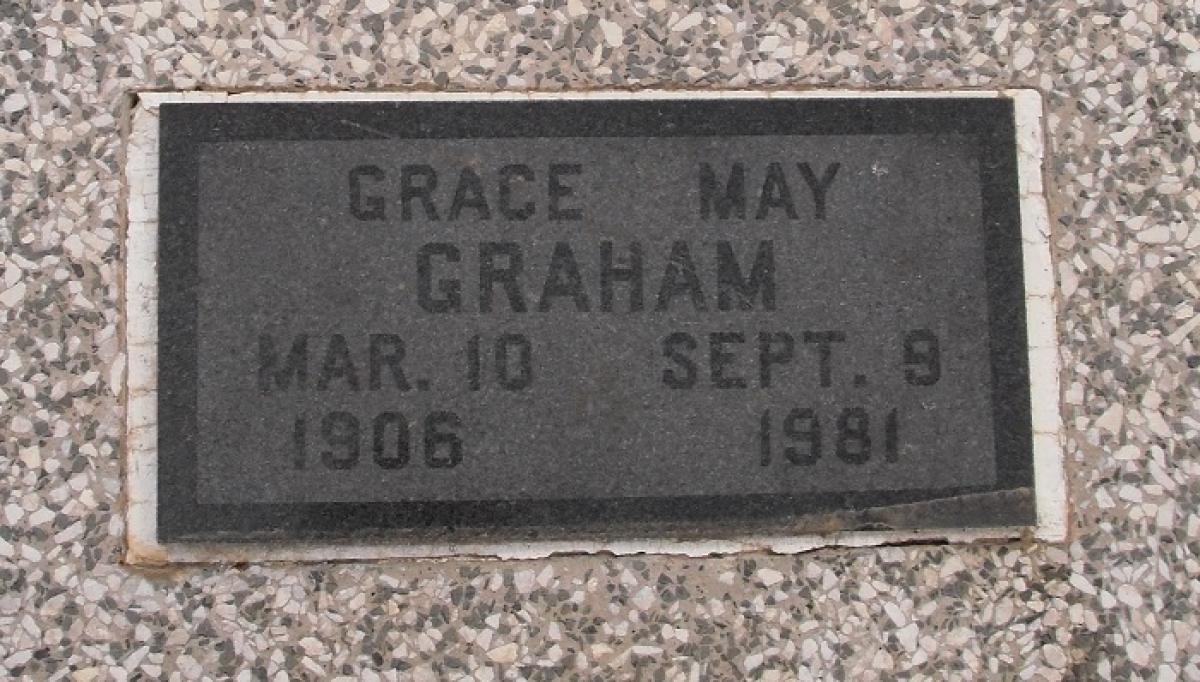 GRACE MAY
GRAHAM
MAR. 10 SEPT. 9
1906 1981